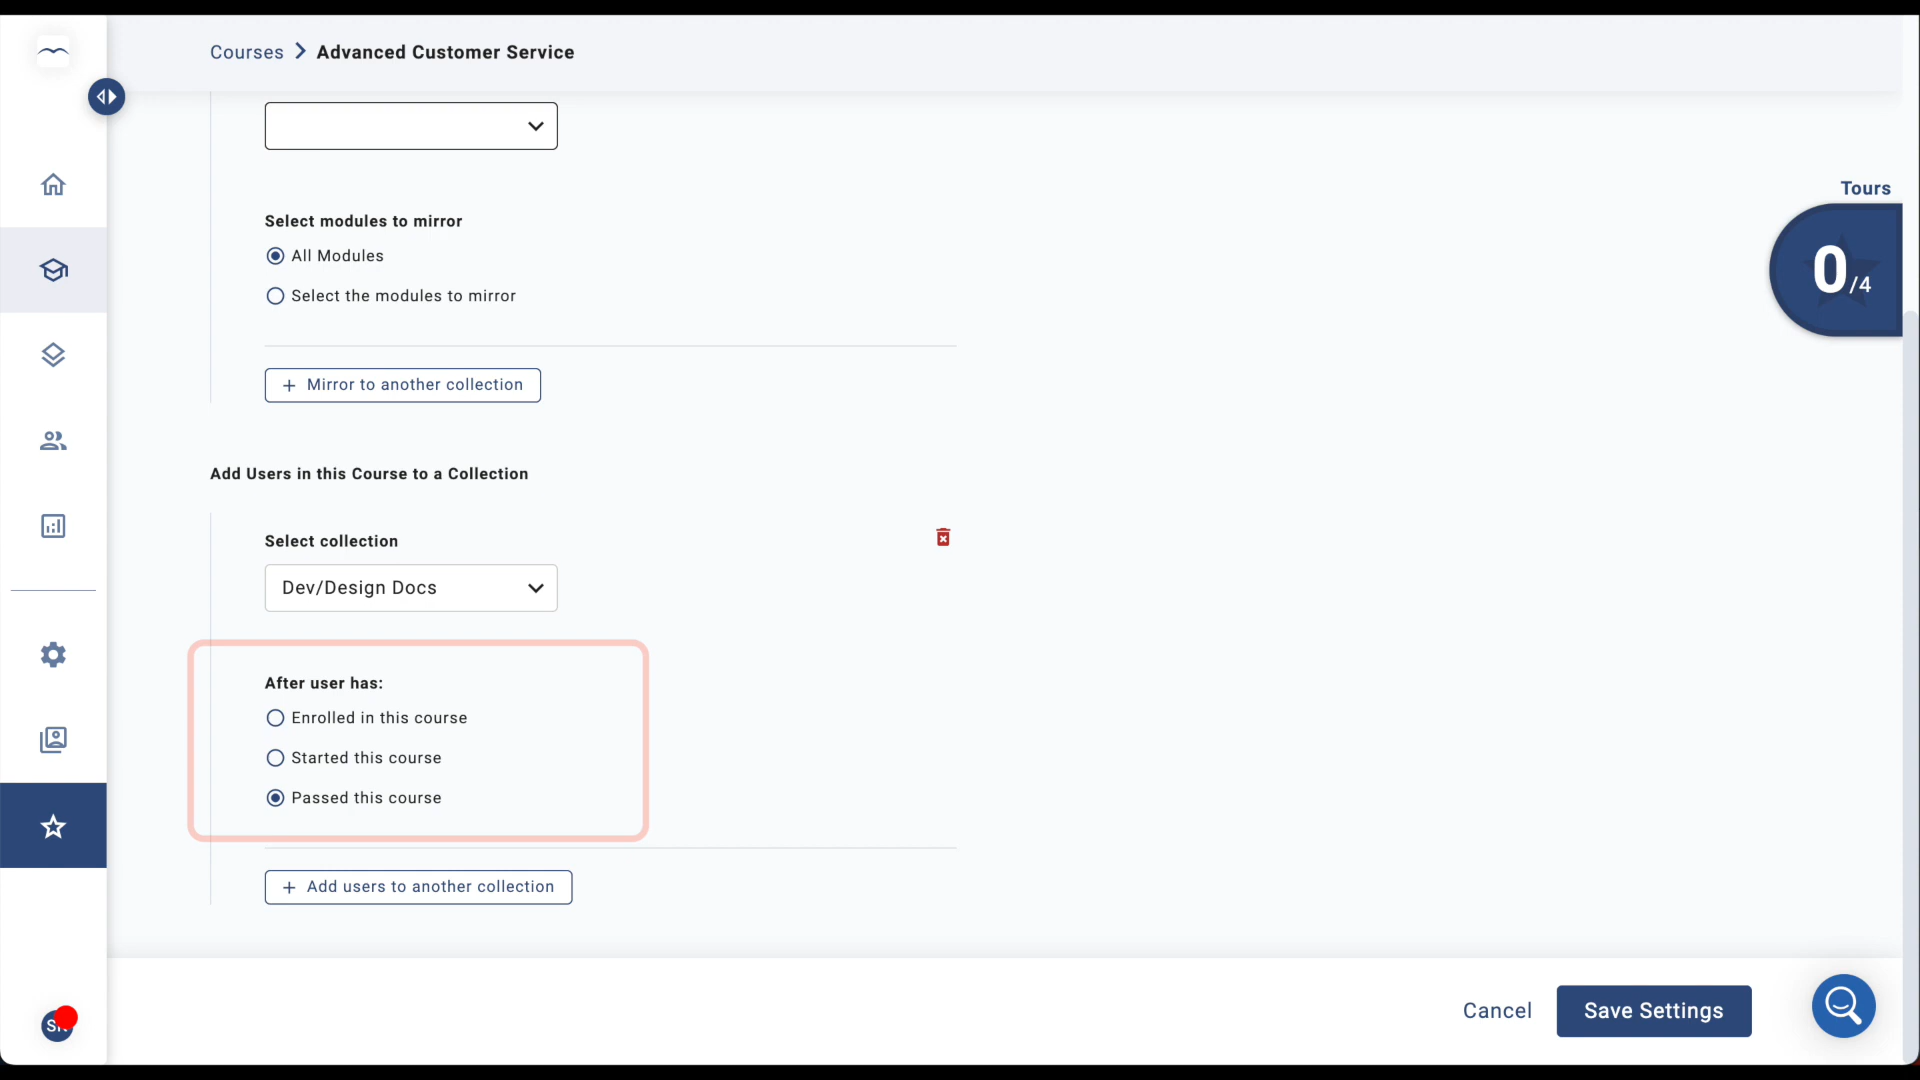 Courses > Advanced Customer Service
Tours
0/4
Select modules to mirror
All Modules
Select the modules to mirror
+ Mirror to another collection
Add Users in this Course to a Collection
Select collection
Dev/Design Docs
After user has:
Enrolled in this course
Started this course
Passed this course
+ Add users to another collection
Cancel
Save Settings